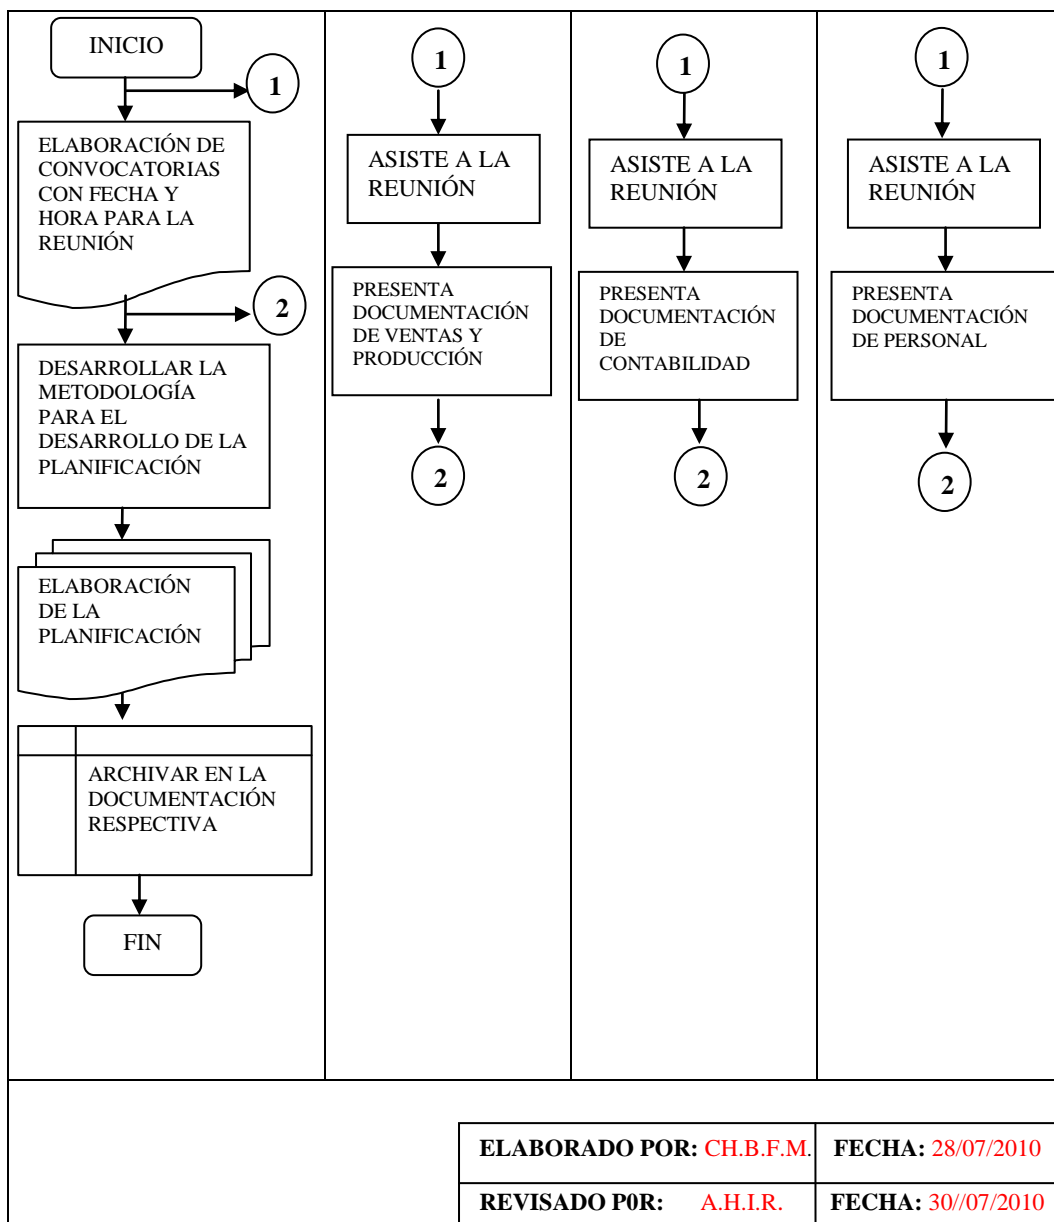 INICIO
1
ELABORACIÓN DE
CONVOCATORIAS
CON FECHA Y
HORA PARA LA
REUNIÓN
2
DESARROLLAR LA
METODOLOGÍA
PARA EL
DESARROLLO DE LA
PLANIFICACIÓN
ELABORACIÓN
DE LA
PLANIFICACIÓN
ARCHIVAR EN LA
DOCUMENTACIÓN
RESPECTIVA
FIN
1
ASISTE A LA
REUNIÓN
PRESENTA
DOCUMENTACIÓN
DE VENTAS Y
PRODUCCIÓN
2
1
ASISTE A LA
REUNIÓN
PRESENTA
DOCUMENTACIÓN
DE
CONTABILIDAD
2
1
ASISTE A LA
REUNIÓN
PRESENTA
DOCUMENTACIÓN
DE PERSONAL
2
ELABORADO POR: CH.B.F.M. FECHA: 28/07/2010
REVISADO P0R: A.H.I.R. FECHA: 30//07/2010